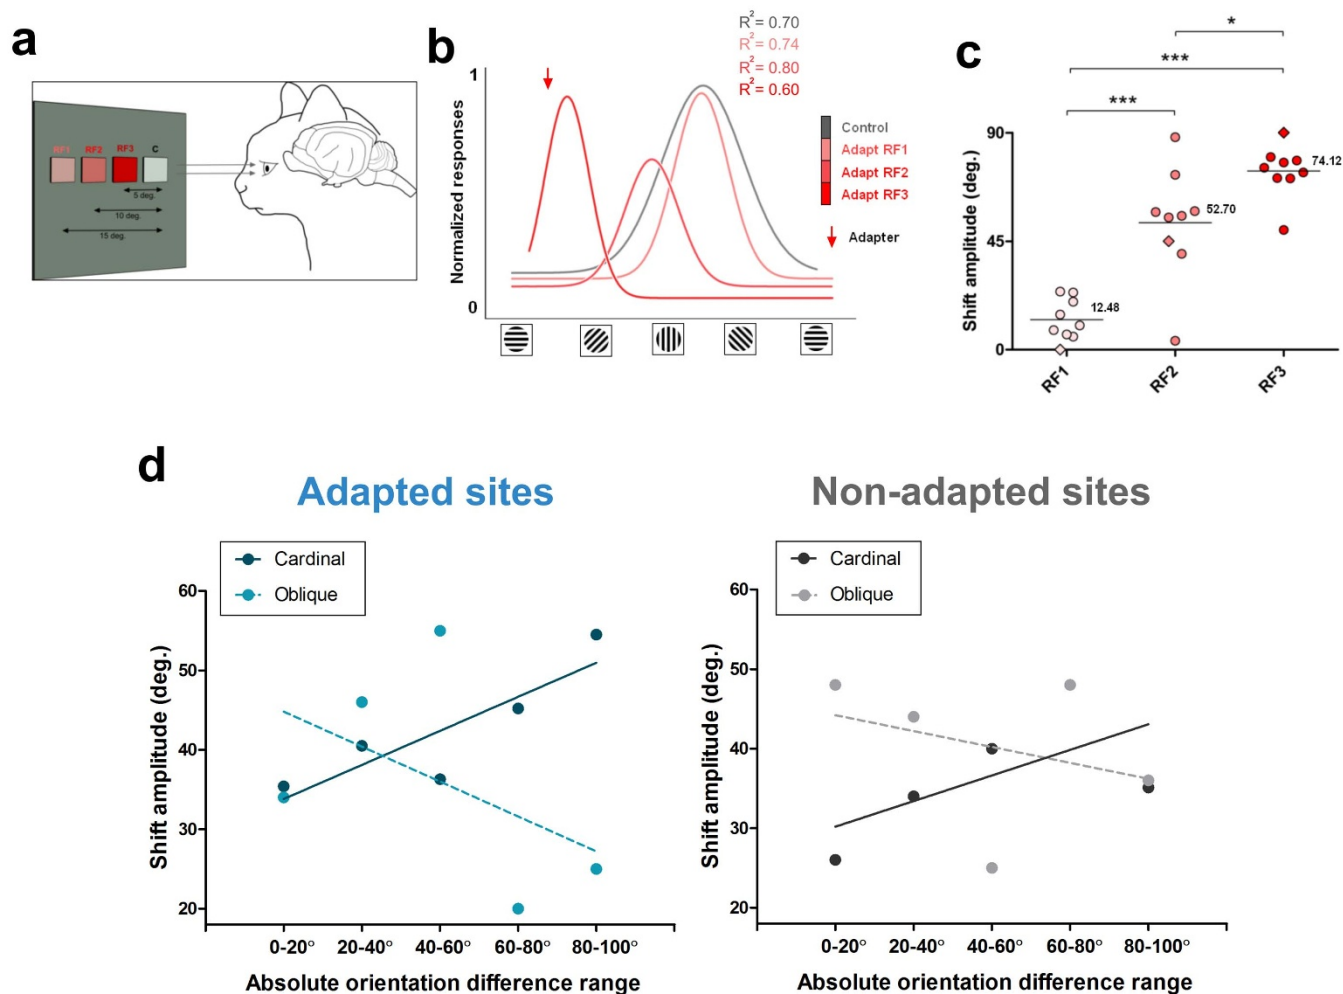 a
RF1 RF2 RF3 C
5 deg.
10 deg.
15 deg.
b
R² = 0.70
R² = 0.74
R² = 0.80
R² = 0.60
1
Normalized responses
0
Control
Adapt RF1
Adapt RF2
Adapt RF3
Adapter
c
*
***
***
Shift amplitude (deg.)
90
45
0
12.48
52.70
74.12
RF1 RF2 RF3
d
Adapted sites
Cardinal
Oblique
Shift amplitude (deg.)
60
50
40
30
20
0-20° 20-40° 40-60° 60-80° 80-100°
Absolute orientation difference range
Non-adapted sites
Cardinal
Oblique
Shift amplitude (deg.)
60
50
40
30
20
0-20° 20-40° 40-60° 60-80° 80-100°
Absolute orientation difference range